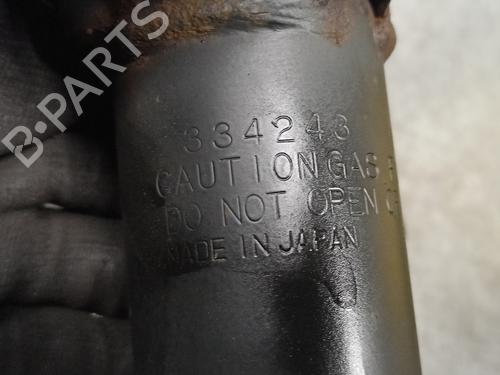 B-PARTS
334243
CAUTION GAS
DO NOT OPEN
MADE IN JAPAN